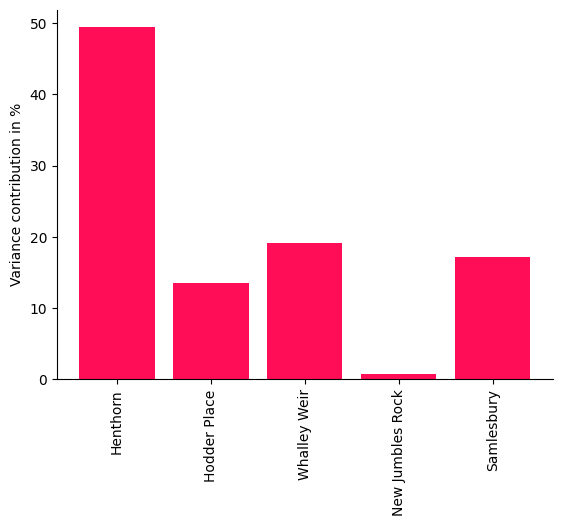 Variance contribution in %
50
40
30
20
10
0
Henthorn
Hodder Place
Whalley Weir
New Jumbles Rock
Samlesbury